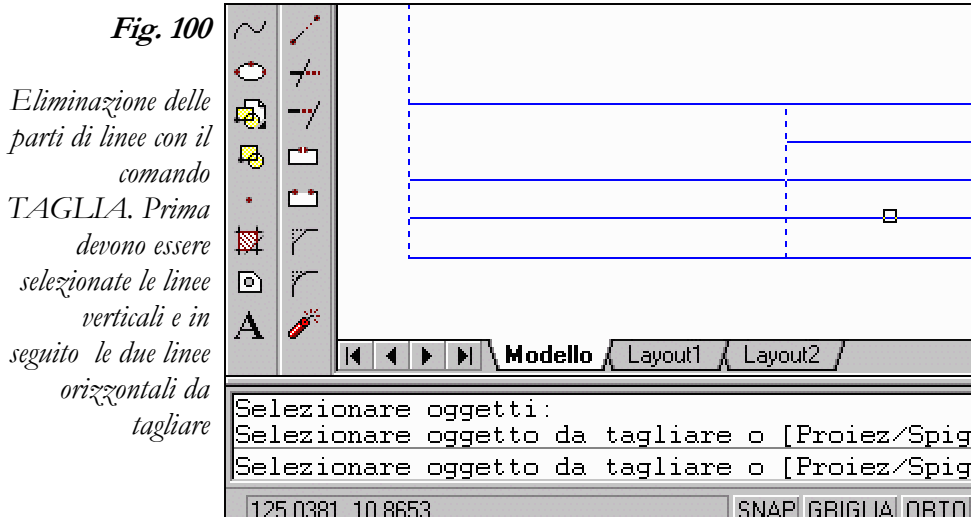 Fig. 100
Eliminazione delle
parti di linee con il
comando
TAGLIA. Prima
devono essere
selezionate le linee
verticali e in
seguito le due linee
orizzontali da
tagliare
A
Modello Layout1 Layout2
Selezionare oggetti:
Selezionare oggetto da tagliare o [Proiez/Spig
Selezionare oggetto da tagliare o [Proiez/Spig
125.0381, 10.8653 SNAP GRIGLIA ORTO